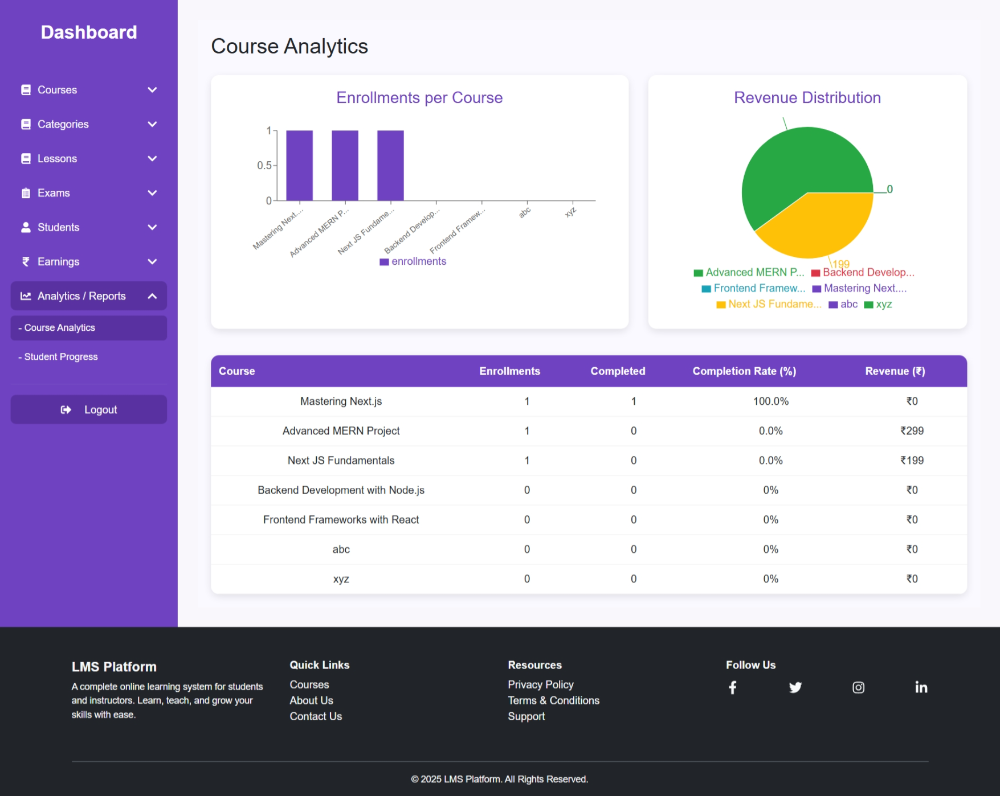 Dashboard
Courses
Categories
Lessons
Exams
Students
Earnings
Analytics / Reports
- Course Analytics
- Student Progress
Logout
Course Analytics
Enrollments per Course
1
0.5
0
Mastering Next....
Advanced MERN P...
Next JS Fundame...
Backend Develop...
Frontend Framew...
abc
xyz
enrollments
Revenue Distribution
0
199
Advanced MERN P... Backend Develop...
Frontend Framew... Mastering Next....
Next JS Fundame... abc xyz
Course Enrollments Completed Completion Rate (%) Revenue (₹)
Mastering Next.js 1 1 100.0% ₹0
Advanced MERN Project 1 0 0.0% ₹299
Next JS Fundamentals 1 0 0.0% ₹199
Backend Development with Node.js 0 0 0% ₹0
Frontend Frameworks with React 0 0 0% ₹0
abc 0 0 0% ₹0
xyz 0 0 0% ₹0
LMS Platform
A complete online learning system for students
and instructors. Learn, teach, and grow your
skills with ease.
Quick Links
Courses
About Us
Contact Us
Resources
Privacy Policy
Terms & Conditions
Support
Follow Us
© 2025 LMS Platform. All Rights Reserved.